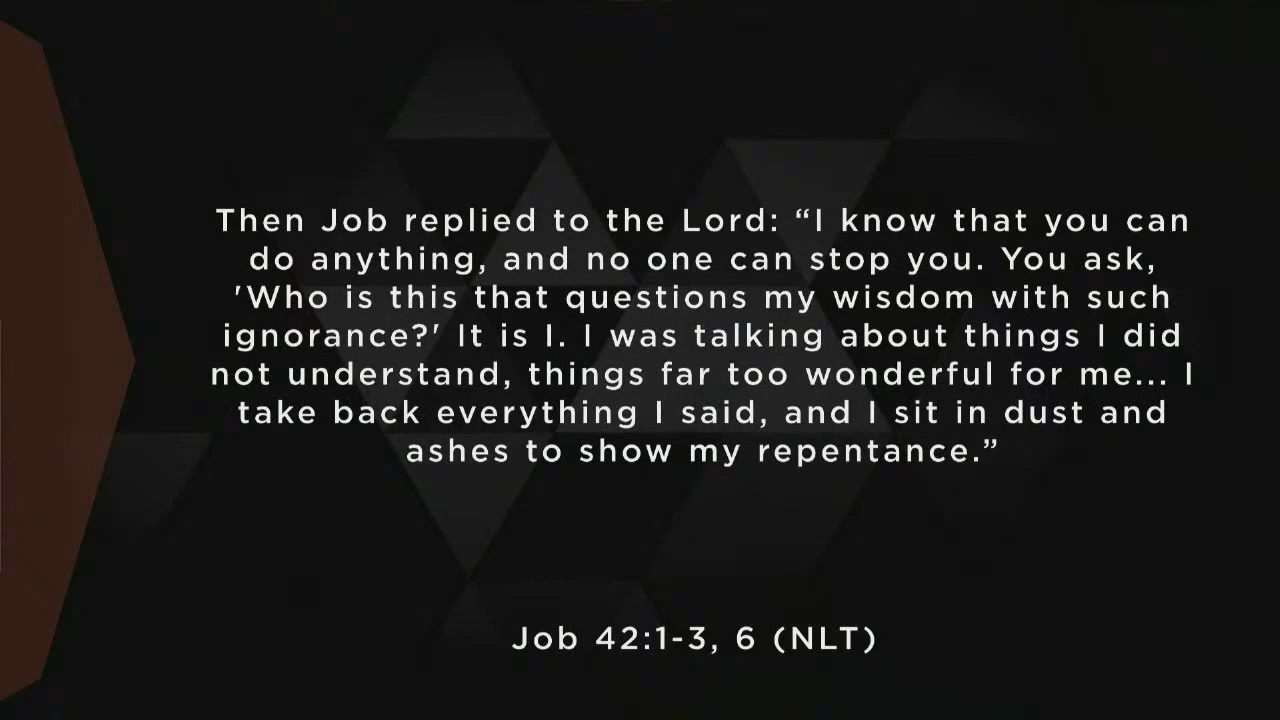 Then Job replied to the Lord: “I know that you can
do anything, and no one can stop you. You ask,
'Who is this that questions my wisdom with such
ignorance?' It is I. I was talking about things I did
not understand, things far too wonderful for me... I
take back everything I said, and I sit in dust and
ashes to show my repentance.”
Job 42:1-3, 6 (NLT)